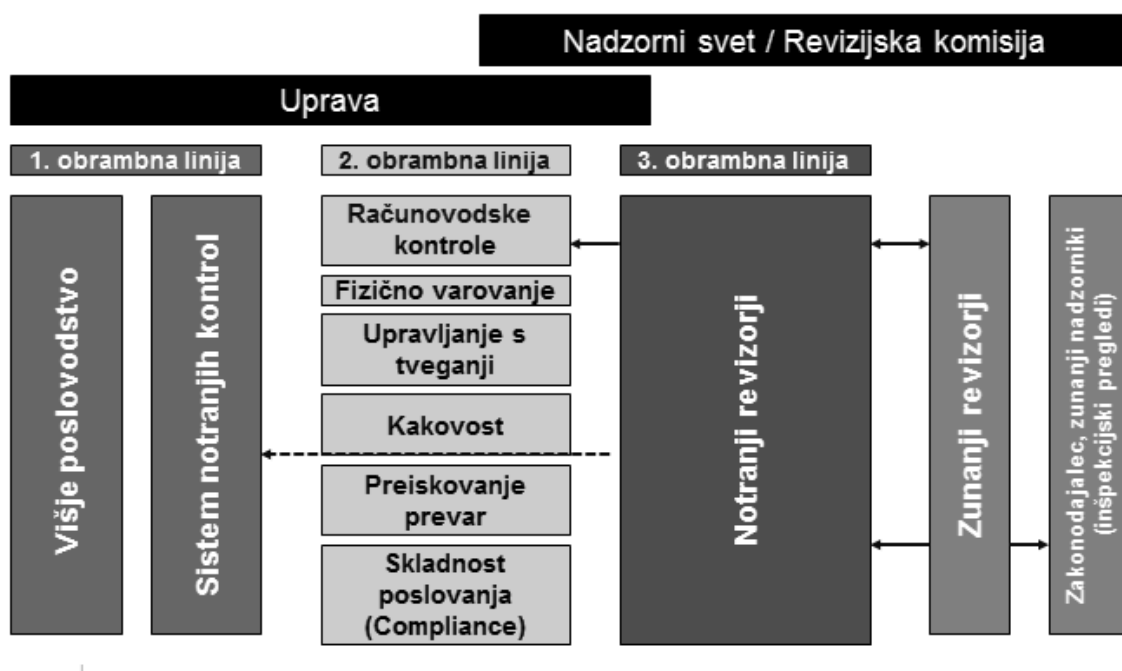 Nadzorni svet / Revizijska komisija
Uprava
1. obrambna linija
2. obrambna linija
3. obrambna linija
Višje poslovodstvo
Sistem notranjih kontrol
Računovodske
kontrole
Fizično varovanje
Upravljanje s
tveganji
Kakovost
Preiskovanje
prevar
Skladnost
poslovanja
(Compliance)
Notranji revizorji
Zunanji revizorji
Zakonodajalec, zunanji nadzorniki
(inšpekcijski pregledi)